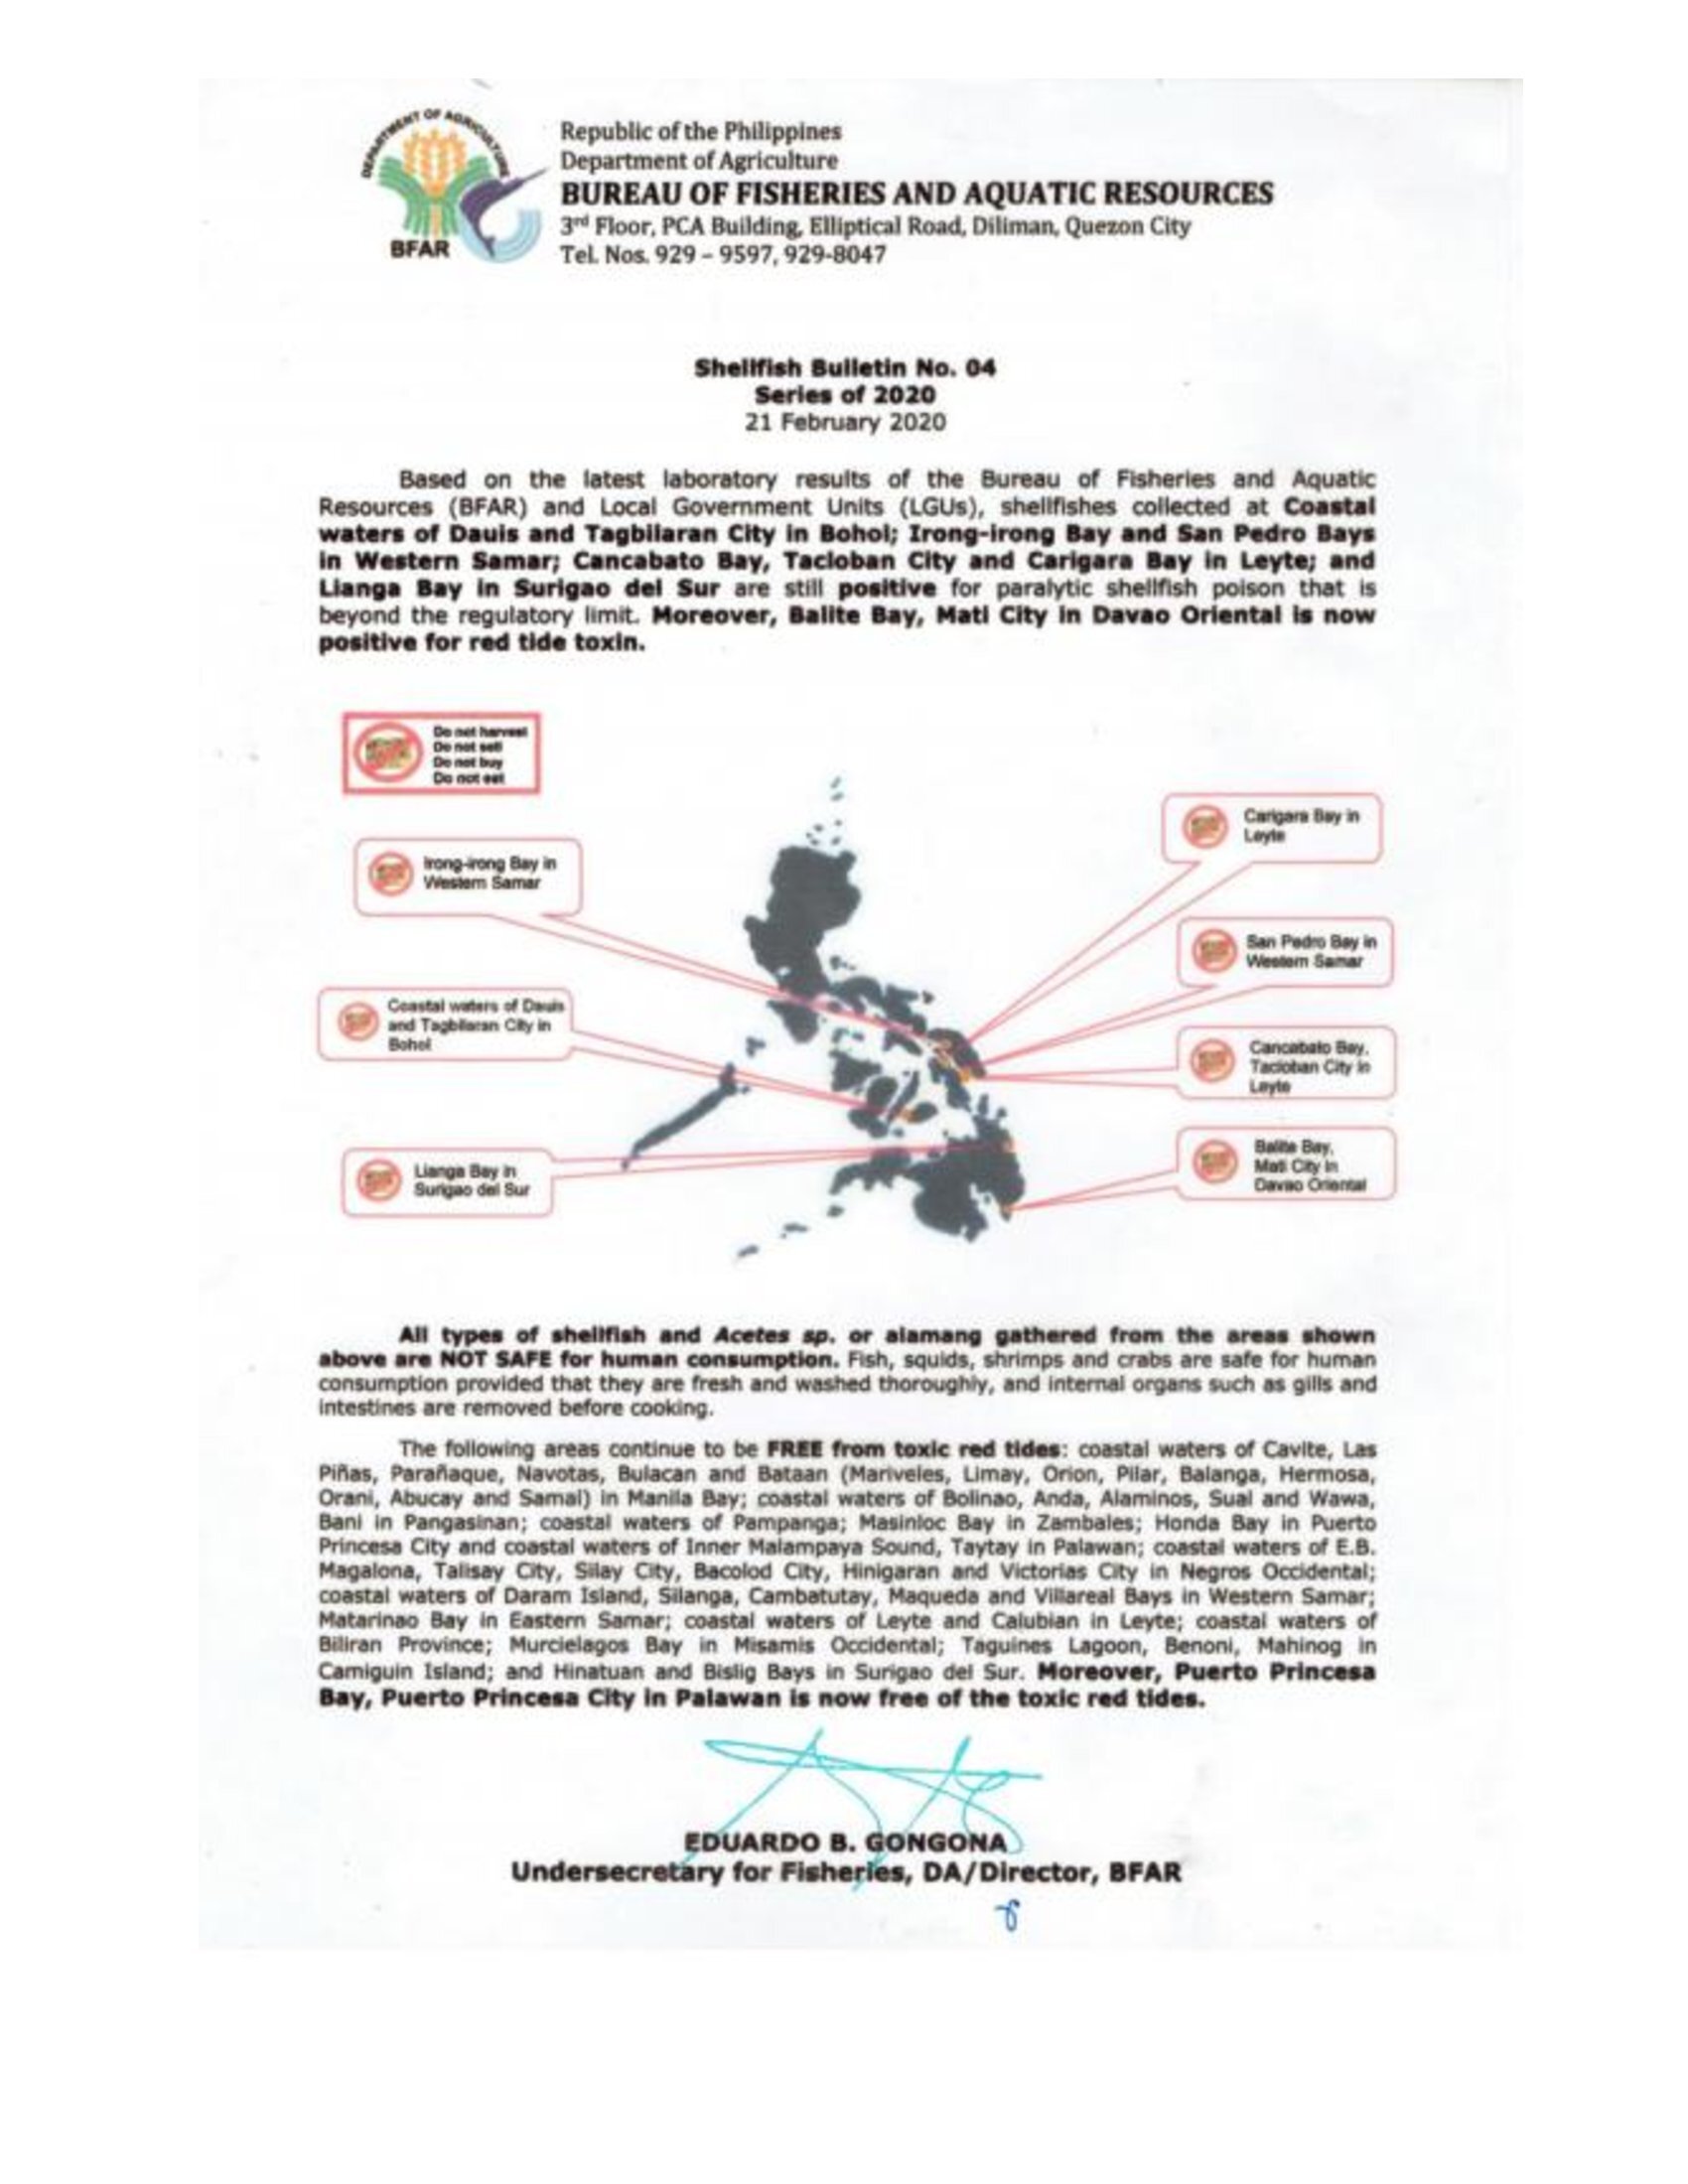 DEPARTMENT OF AGRICULTURE
BFAR
Republic of the Philippines
Department of Agriculture
BUREAU OF FISHERIES AND AQUATIC RESOURCES
3rd Floor, PCA Building, Elliptical Road, Diliman, Quezon City
Tel. Nos. 929 – 9597, 929-8047
Shellfish Bulletin No. 04
Series of 2020
21 February 2020
Based on the latest laboratory results of the Bureau of Fisheries and Aquatic
Resources (BFAR) and Local Government Units (LGUs), shellfishes collected at Coastal
waters of Dauis and Tagbilaran City in Bohol; Irong-irong Bay and San Pedro Bays
in Western Samar; Cancabato Bay, Tacloban City and Carigara Bay in Leyte; and
Lianga Bay in Surigao del Sur are still positive for paralytic shellfish poison that is
beyond the regulatory limit. Moreover, Balite Bay, Mati City in Davao Oriental is now
positive for red tide toxin.
Do not harvest
Do not sell
Do not buy
Do not eat
Irong-irong Bay in
Western Samar
Coastal waters of Dauis
and Tagbilaran City in
Bohol
Lianga Bay in
Surigao del Sur
Carigara Bay in
Leyte
San Pedro Bay in
Western Samar
Cancabato Bay,
Tacloban City in
Leyte
Balite Bay,
Mati City in
Davao Oriental
All types of shellfish and Acetes sp. or alamang gathered from the areas shown
above are NOT SAFE for human consumption. Fish, squids, shrimps and crabs are safe for human
consumption provided that they are fresh and washed thoroughly, and internal organs such as gills and
intestines are removed before cooking.
The following areas continue to be FREE from toxic red tides: coastal waters of Cavite, Las
Piñas, Parañaque, Navotas, Bulacan and Bataan (Mariveles, Limay, Orion, Pilar, Balanga, Hermosa,
Orani, Abucay and Samal) in Manila Bay; coastal waters of Bolinao, Anda, Alaminos, Sual and Wawa,
Bani in Pangasinan; coastal waters of Pampanga; Masinloc Bay in Zambales; Honda Bay in Puerto
Princesa City and coastal waters of Inner Malampaya Sound, Taytay in Palawan; coastal waters of E.B.
Magalona, Talisay City, Silay City, Bacolod City, Hinigaran and Victorias City in Negros Occidental;
coastal waters of Daram Island, Silanga, Cambatutay, Maqueda and Villareal Bays in Western Samar;
Matarinao Bay in Eastern Samar; coastal waters of Leyte and Calubian in Leyte; coastal waters of
Biliran Province; Murcielagos Bay in Misamis Occidental; Taguines Lagoon, Benoni, Mahinog in
Camiguin Island; and Hinatuan and Bislig Bays in Surigao del Sur. Moreover, Puerto Princesa
Bay, Puerto Princesa City in Palawan is now free of the toxic red tides.
EDUARDO B. GONGONA
Undersecretary for Fisheries, DA/Director, BFAR